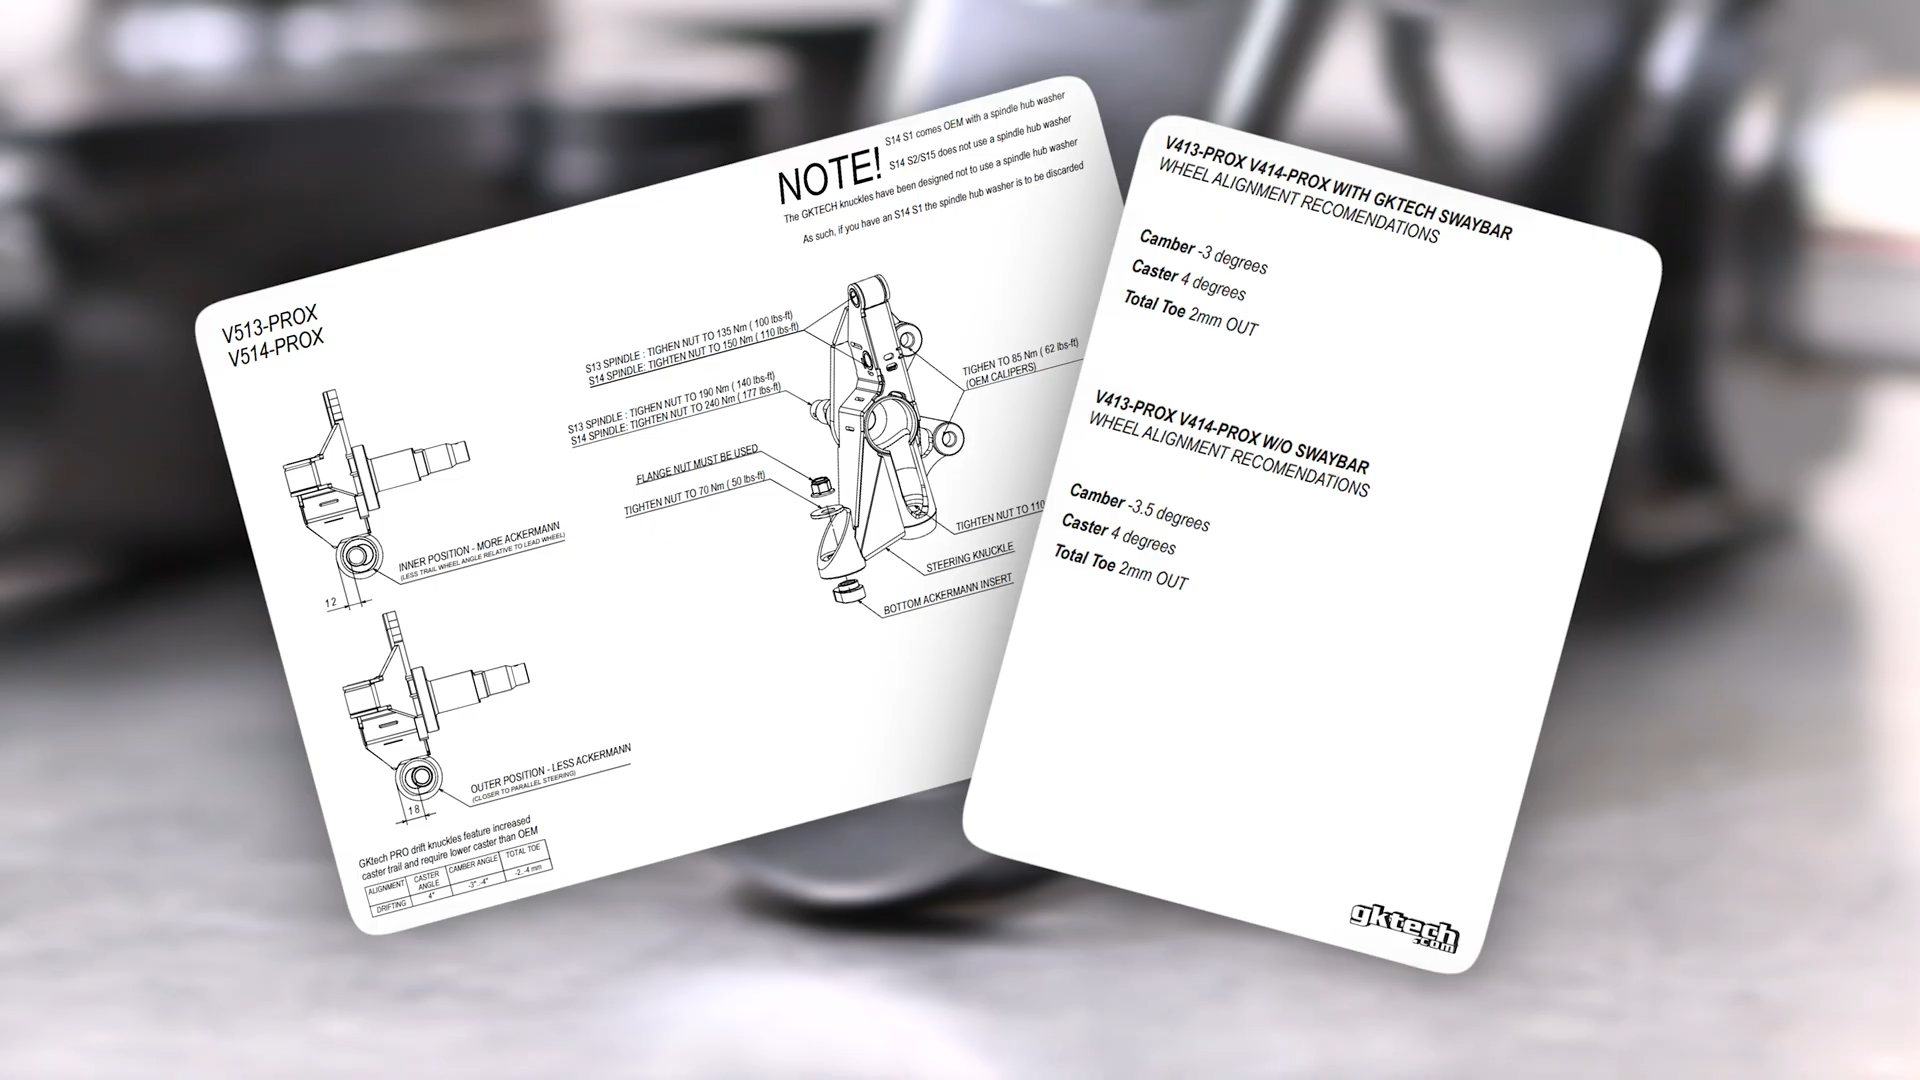 NOTE!
S14 S1 comes OEM with a spindle hub washer
S14 S2/S15 does not use a spindle hub washer
The GKTECH knuckles have been designed not to use a spindle hub washer
As such, if you have an S14 S1 the spindle hub washer is to be discarded
V513-PROX
V514-PROX
S13 SPINDLE : TIGHEN NUT TO 135 Nm ( 100 lbs-ft)
S14 SPINDLE: TIGHTEN NUT TO 150 Nm ( 110 lbs-ft)
S13 SPINDLE : TIGHEN NUT TO 190 Nm ( 140 lbs-ft)
S14 SPINDLE: TIGHTEN NUT TO 240 Nm ( 177 lbs-ft)
FLANGE NUT MUST BE USED
TIGHTEN NUT TO 70 Nm ( 50 lbs-ft)
TIGHEN TO 85 Nm ( 62 lbs-ft)
(OEM CALIPERS)
TIGHTEN NUT TO 110
STEERING KNUCKLE
BOTTOM ACKERMANN INSERT
INNER POSITION - MORE ACKERMANN
(LESS TRAIL WHEEL ANGLE RELATIVE TO LEAD WHEEL)
12
OUTER POSITION - LESS ACKERMANN
(CLOSER TO PARALLEL STEERING)
18
GKtech PRO drift knuckles feature increased
caster trail and require lower caster than OEM
ALIGNMENT CASTER ANGLE CAMBER ANGLE TOTAL TOE
DRIFTING 4° -3°..-4° -2..-4 mm
V413-PROX V414-PROX WITH GKTECH SWAYBAR
WHEEL ALIGNMENT RECOMENDATIONS
Camber -3 degrees
Caster 4 degrees
Total Toe 2mm OUT
V413-PROX V414-PROX W/O SWAYBAR
WHEEL ALIGNMENT RECOMENDATIONS
Camber -3.5 degrees
Caster 4 degrees
Total Toe 2mm OUT
gktech
.com